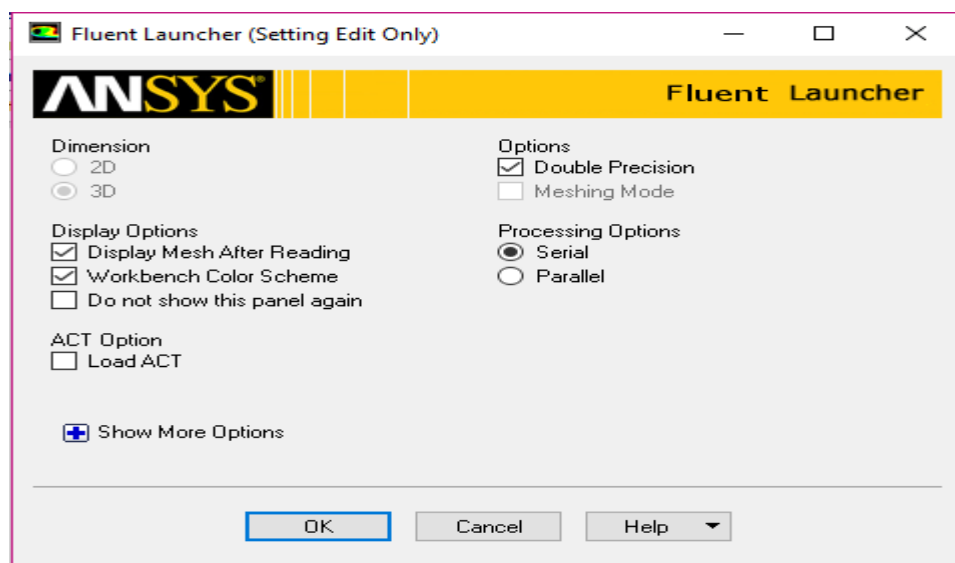 Fluent Launcher (Setting Edit Only)
ANSYS®
Fluent Launcher
Dimension
2D
3D
Options
Double Precision
Meshing Mode
Display Options
Display Mesh After Reading
Workbench Color Scheme
Do not show this panel again
Processing Options
Serial
Parallel
ACT Option
Load ACT
Show More Options
OK
Cancel
Help